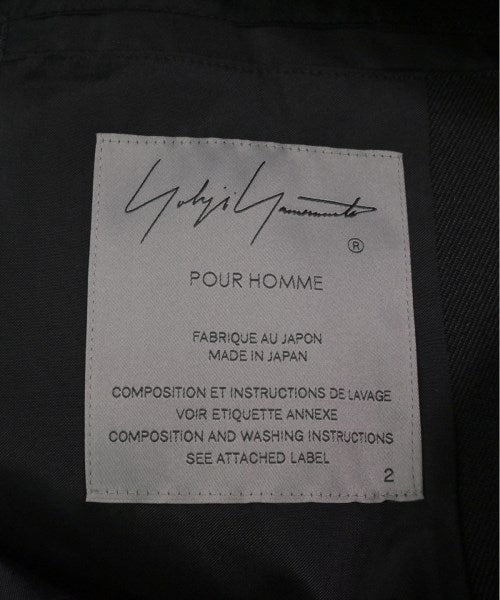 Yohji Yamamoto
®
POUR HOMME
FABRIQUE AU JAPON
MADE IN JAPAN
COMPOSITION ET INSTRUCTIONS DE LAVAGE
VOIR ETIQUETTE ANNEXE
COMPOSITION AND WASHING INSTRUCTIONS
SEE ATTACHED LABEL
2